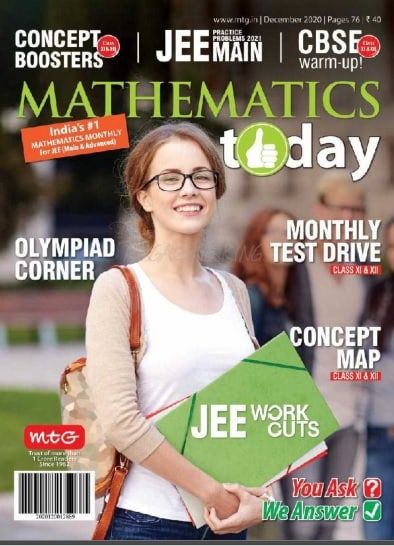 www.mtg.in | December 2020 | Pages 76 | ₹ 40
CONCEPT
BOOSTERS
Class
XI & XII
JEE
PRACTICE
PROBLEMS 2021
MAIN
CBSE
warm-up!
Class
XI & XII
MATHEMATICS
today
India's #1
MATHEMATICS MONTHLY
for JEE (Main & Advanced)
OLYMPIAD
CORNER
MONTHLY
TEST DRIVE
CLASS XI & XII
CONCEPT
MAP
CLASS XI & XII
JEE WORK
CUTS
mtG
Trust of more than
1 Crore Readers
Since 1982
You Ask ?
We Answer